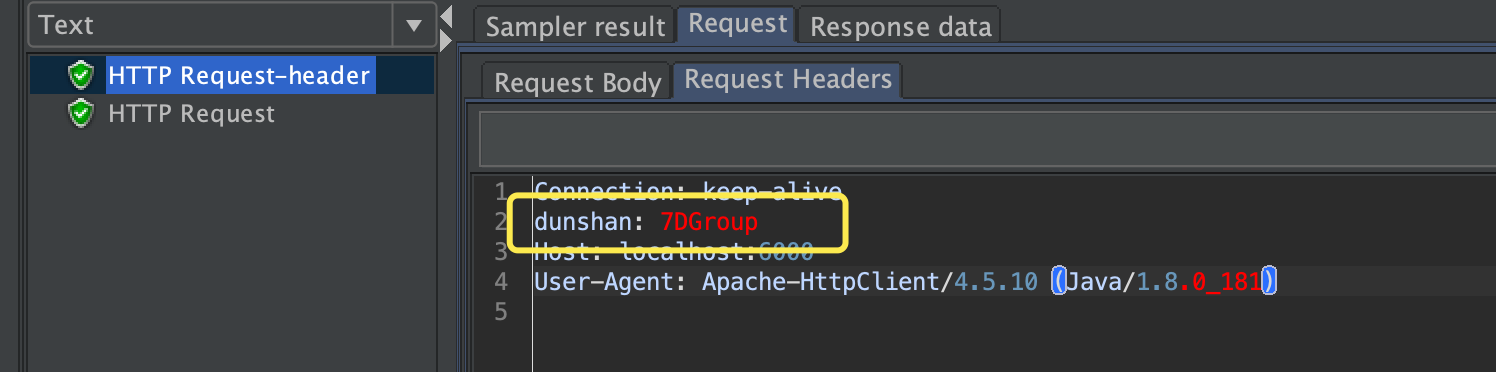 Text
Sampler result Request Response data
HTTP Request-header
HTTP Request
Request Body Request Headers
1 Connection: keep-alive
2 dunshan: 7DGroup
3 Host: localhost:6000
4 User-Agent: Apache-HttpClient/4.5.10 (Java/1.8.0_181)
5